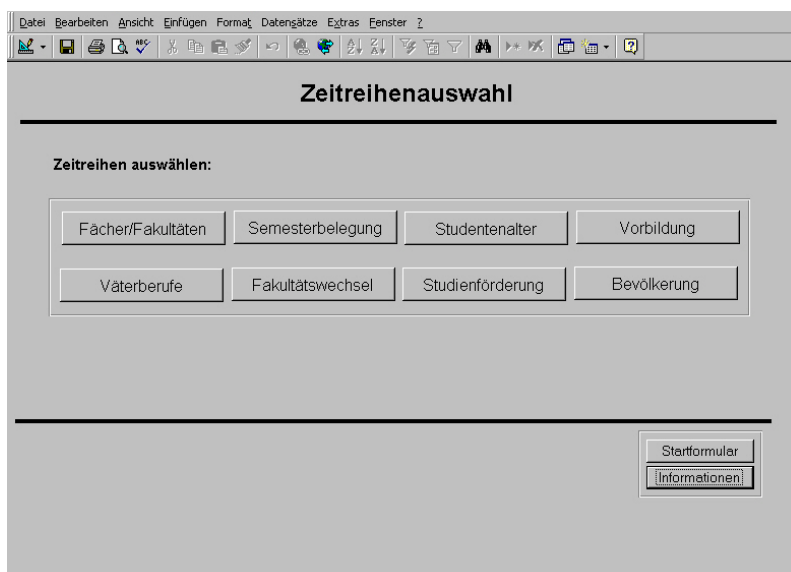 Datei Bearbeiten Ansicht Einfügen Format Datensätze Extras Fenster ?
ABC
Zeitreihenauswahl
Zeitreihen auswählen:
Fächer/Fakultäten Semesterbelegung Studentenalter Vorbildung
Väterberufe Fakultätswechsel Studienförderung Bevölkerung
Startformular
Informationen